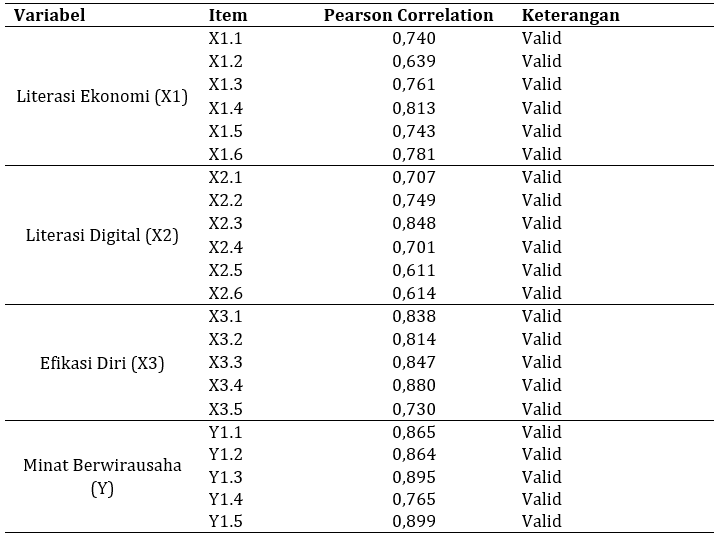 Variabel Item Pearson Correlation Keterangan
X1.1 0,740 Valid
X1.2 0,639 Valid
X1.3 0,761 Valid
Literasi Ekonomi (X1)
X1.4 0,813 Valid
X1.5 0,743 Valid
X1.6 0,781 Valid
X2.1 0,707 Valid
X2.2 0,749 Valid
X2.3 0,848 Valid
Literasi Digital (X2)
X2.4 0,701 Valid
X2.5 0,611 Valid
X2.6 0,614 Valid
X3.1 0,838 Valid
X3.2 0,814 Valid
Efikasi Diri (X3) X3.3 0,847 Valid
X3.4 0,880 Valid
X3.5 0,730 Valid
Y1.1 0,865 Valid
Y1.2 0,864 Valid
Minat Berwirausaha
Y1.3 0,895 Valid
(Y)
Y1.4 0,765 Valid
Y1.5 0,899 Valid